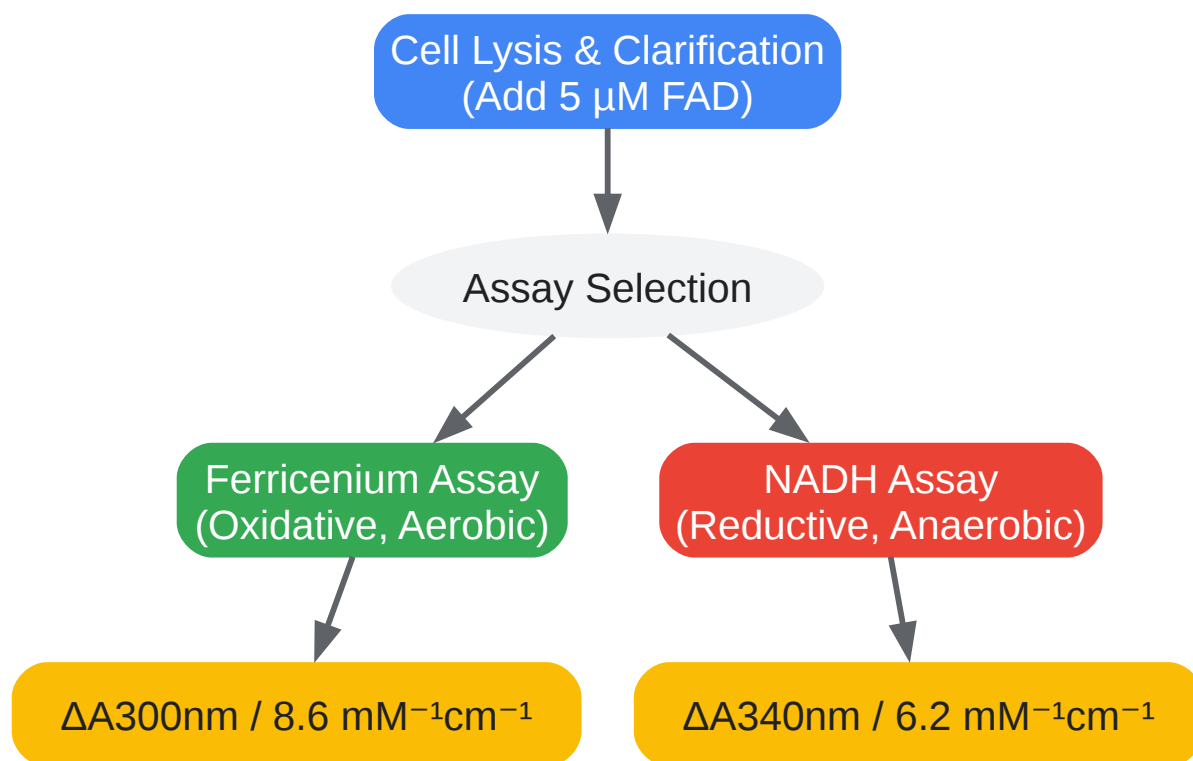 Cell Lysis & Clarification
(Add 5 µM FAD)
Assay Selection
Ferricenium Assay
(Oxidative, Aerobic)
NADH Assay
(Reductive, Anaerobic)
ΔA300nm / 8.6 mM⁻¹cm⁻¹
ΔA340nm / 6.2 mM⁻¹cm⁻¹